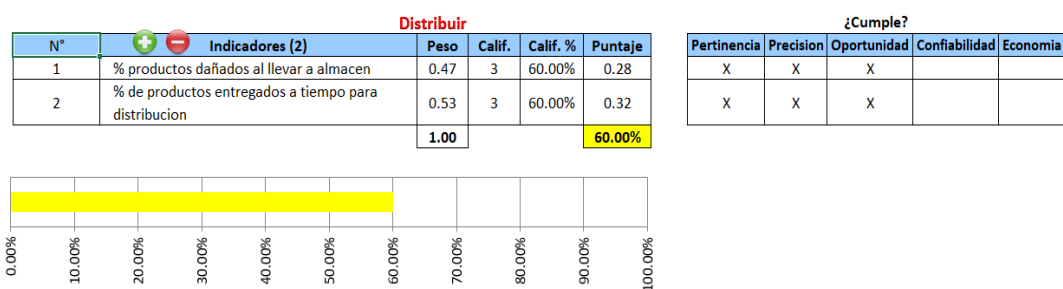 Distribuir ¿Cumple?
N° Indicadores (2) Peso Calif. Calif. % Puntaje Pertinencia Precision Oportunidad Confiabilidad Economia
1 % productos dañados al llevar a almacen 0.47 3 60.00% 0.28 X X X
2 % de productos entregados a tiempo para distribucion 0.53 3 60.00% 0.32 X X X
1.00 60.00%
0.00% 10.00% 20.00% 30.00% 40.00% 50.00% 60.00% 70.00% 80.00% 90.00% 100.00%